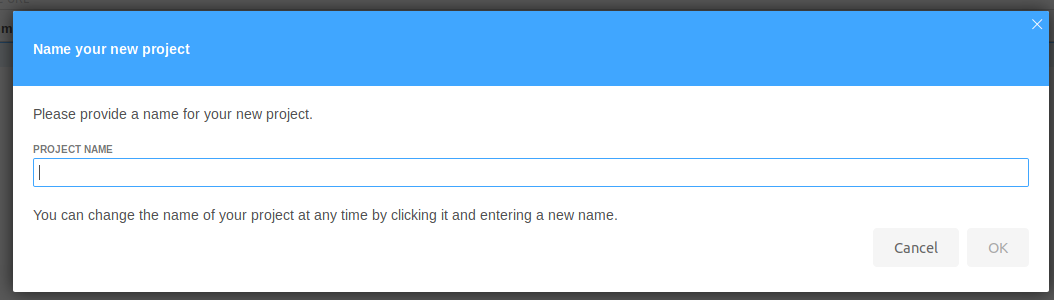 Name your new project
Please provide a name for your new project.
PROJECT NAME
You can change the name of your project at any time by clicking it and entering a new name.
Cancel
OK